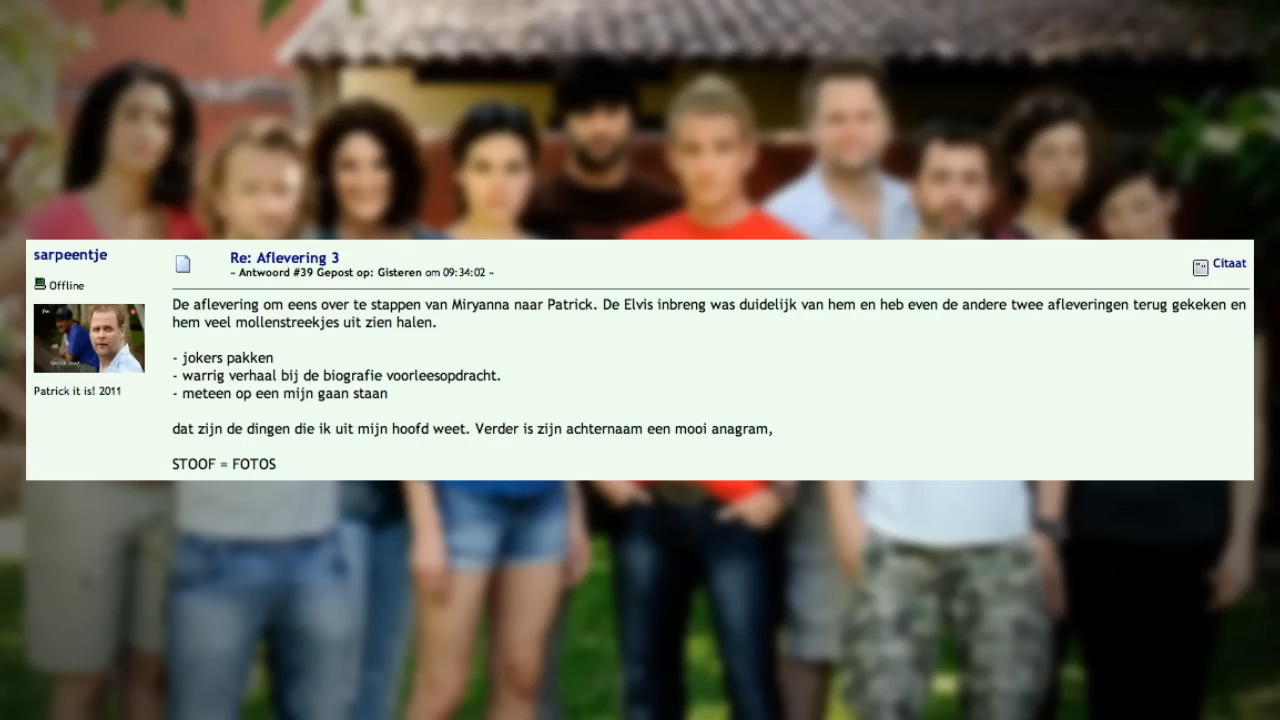 sarpeentje
Offline
Patrick it is! 2011
Re: Aflevering 3
« Antwoord #39 Gepost op: Gisteren om 09:34:02 »
Citaat
De aflevering om eens over te stappen van Miryanna naar Patrick. De Elvis inbreng was duidelijk van hem en heb even de andere twee afleveringen terug gekeken en
hem veel mollenstreekjes uit zien halen.
- jokers pakken
- warrig verhaal bij de biografie voorleesopdracht.
- meteen op een mijn gaan staan
dat zijn de dingen die ik uit mijn hoofd weet. Verder is zijn achternaam een mooi anagram,
STOOF = FOTOS